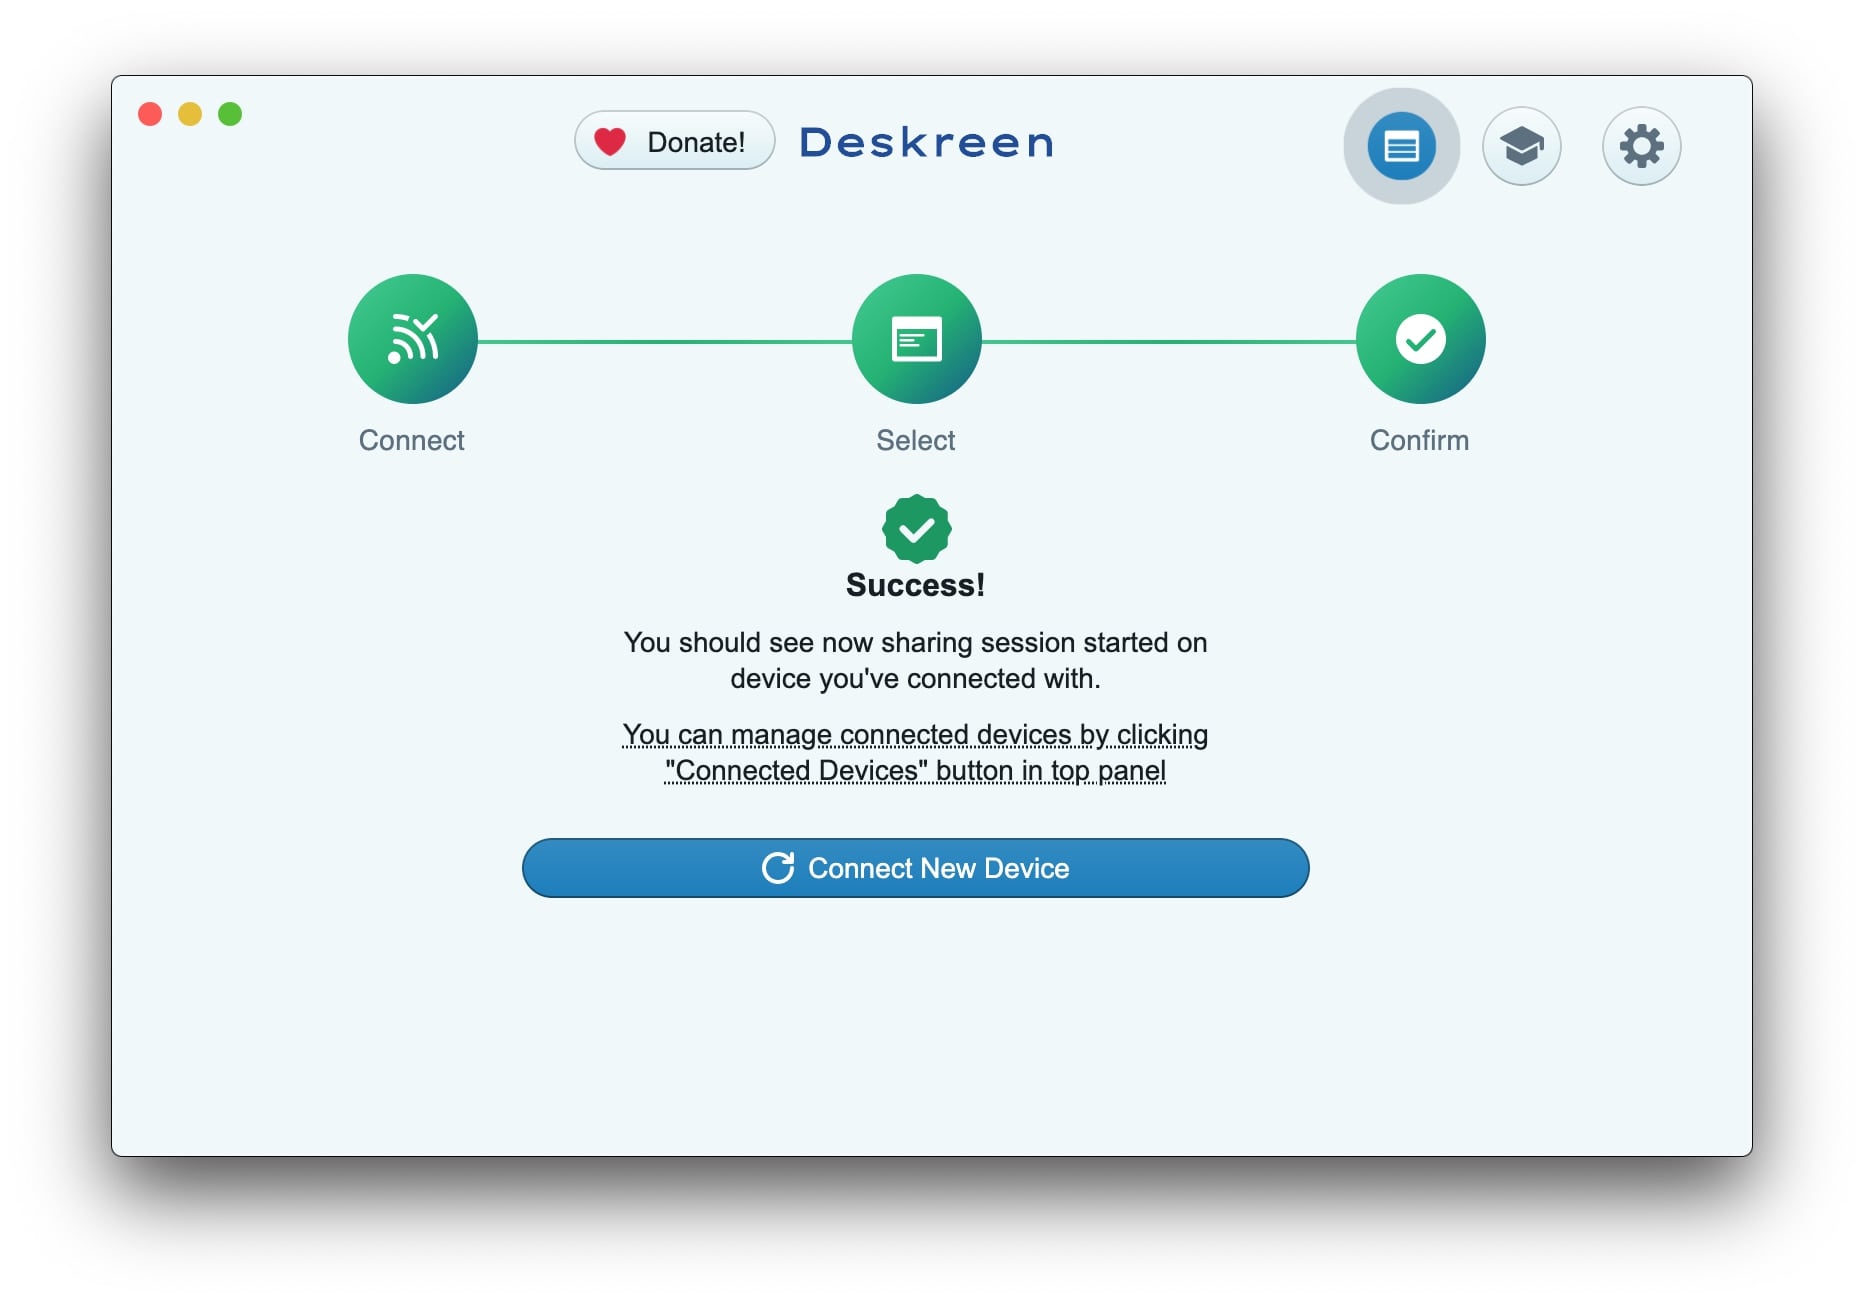 Donate!
Deskreen
Connect
Select
Confirm
Success!
You should see now sharing session started on
device you've connected with.
You can manage connected devices by clicking
"Connected Devices" button in top panel
Connect New Device